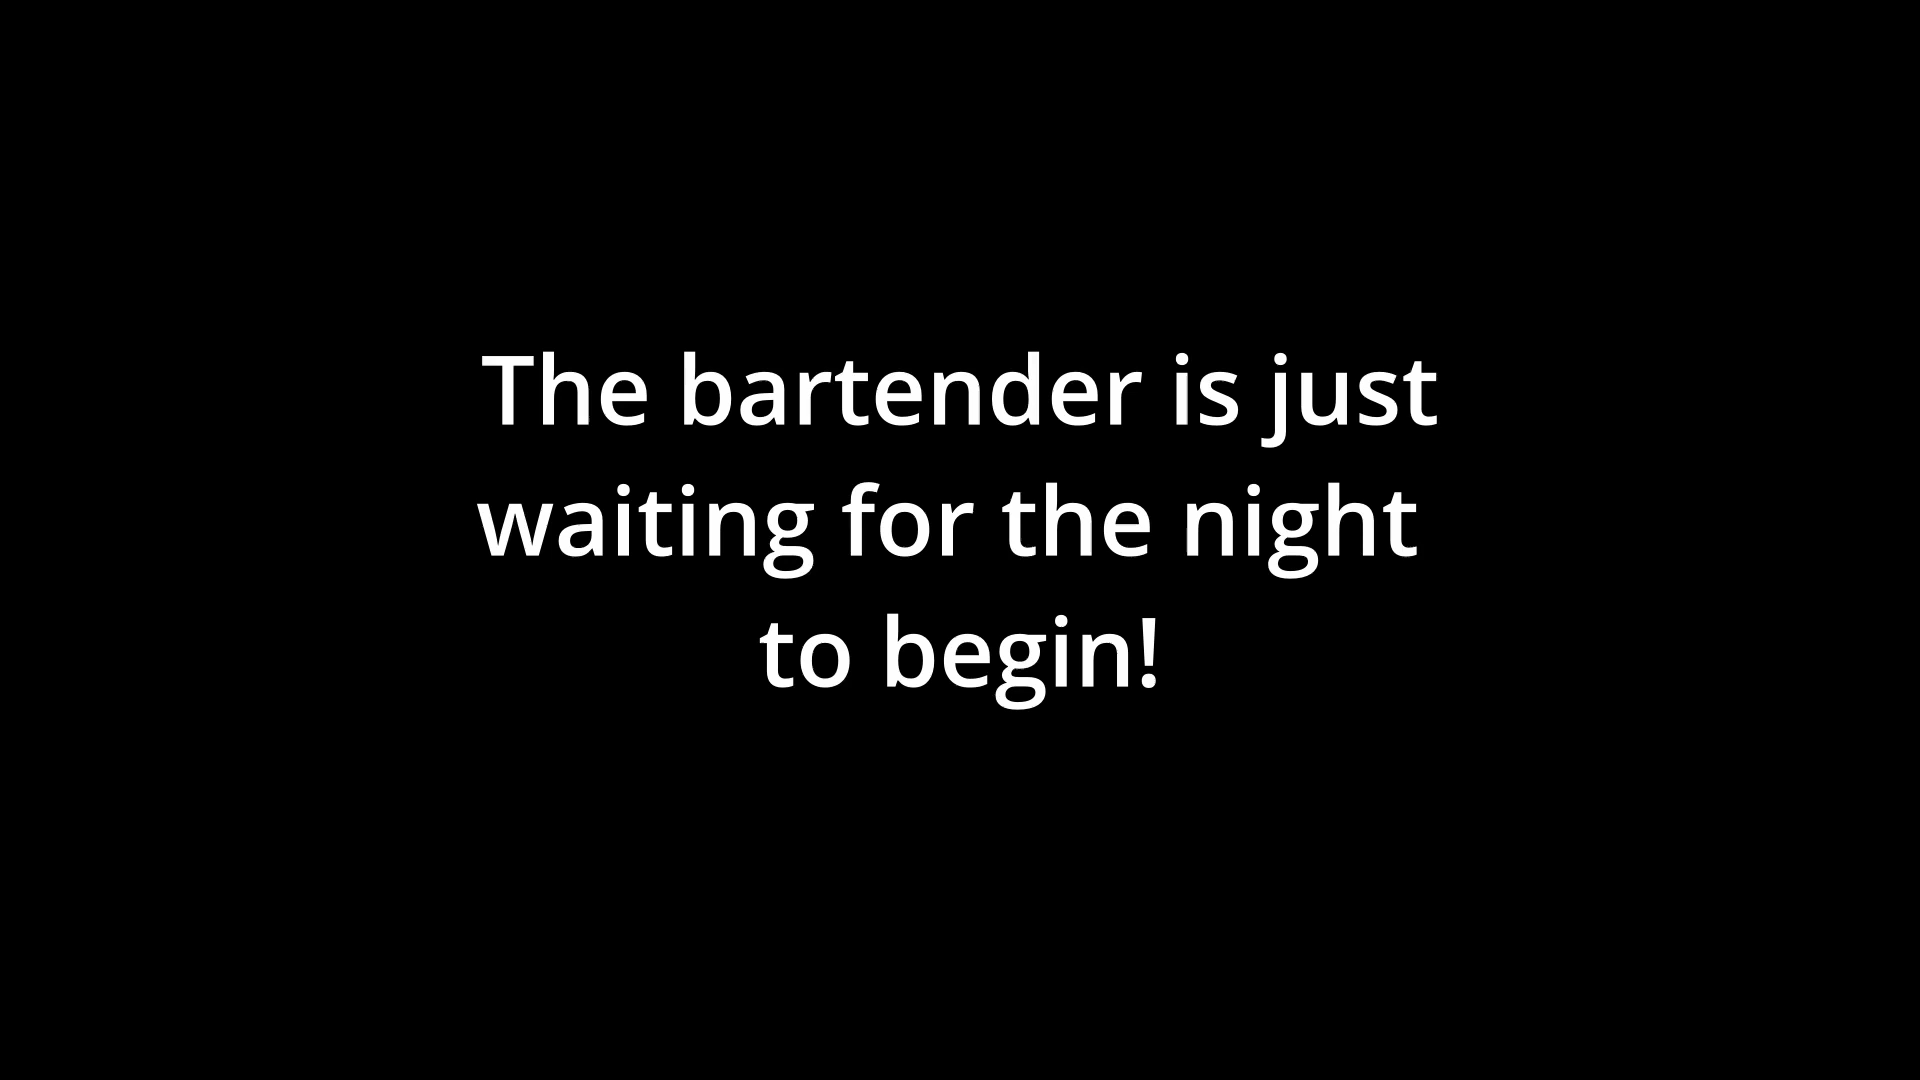 The bartender is just
waiting for the night
to begin!